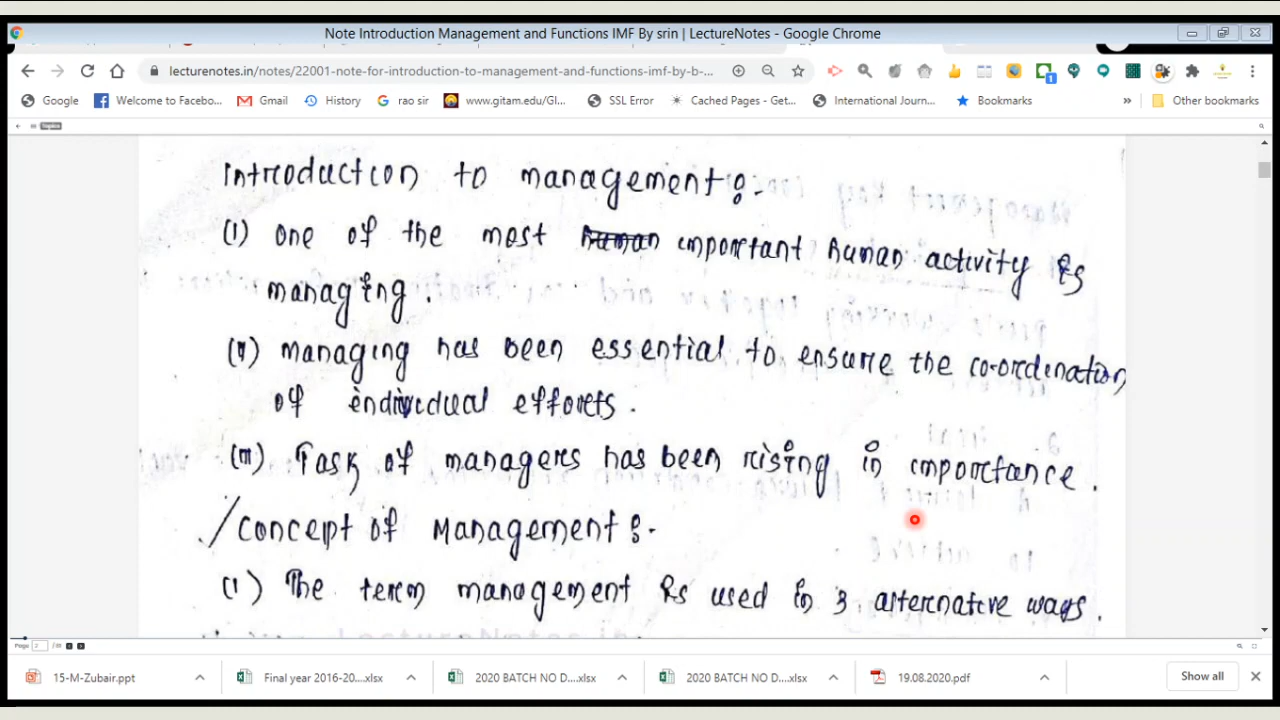 Note Introduction Management and Functions IMF By srin | LectureNotes - Google Chrome
lecturenotes.in/notes/22001-note-for-introduction-to-management-and-functions-imf-by-b-...
Google Welcome to Facebo... Gmail History rao sir www.gitam.edu/Gl... SSL Error Cached Pages - Get... International Journ... Bookmarks » Other bookmarks
Topics
Introduction to management :-
(i) One of the most important human activity is
managing .
(ii) managing has been essential to ensure the co-ordination
of individual efforts .
(iii) Task of managers has been rising in importance .
/ Concept of Management :-
(i) The term management is used in 3 alternative ways .
Page 2
15-M-Zubair.ppt Final year 2016-20....xlsx 2020 BATCH NO D....xlsx 2020 BATCH NO D....xlsx 19.08.2020.pdf Show all